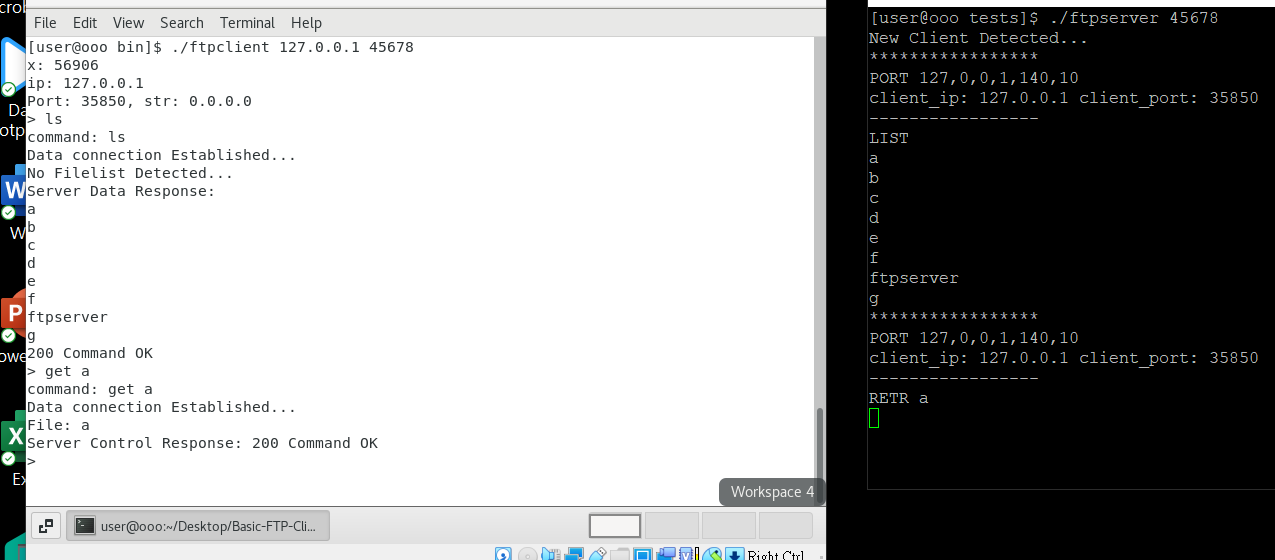 crob
Da
otp
W
W
P
owe
X
Ex
File Edit View Search Terminal Help
[user@ooo bin]$ ./ftpclient 127.0.0.1 45678
x: 56906
ip: 127.0.0.1
Port: 35850, str: 0.0.0.0
> ls
command: ls
Data connection Established...
No Filelist Detected...
Server Data Response:
a
b
c
d
e
f
ftpserver
g
200 Command OK
> get a
command: get a
Data connection Established...
File: a
Server Control Response: 200 Command OK
>
Workspace 4
user@ooo:~/Desktop/Basic-FTP-Cli...
Right Ctrl
[user@ooo tests]$ ./ftpserver 45678
New Client Detected...
*****************
PORT 127,0,0,1,140,10
client_ip: 127.0.0.1 client_port: 35850
-----------------
LIST
a
b
c
d
e
f
ftpserver
g
*****************
PORT 127,0,0,1,140,10
client_ip: 127.0.0.1 client_port: 35850
-----------------
RETR a